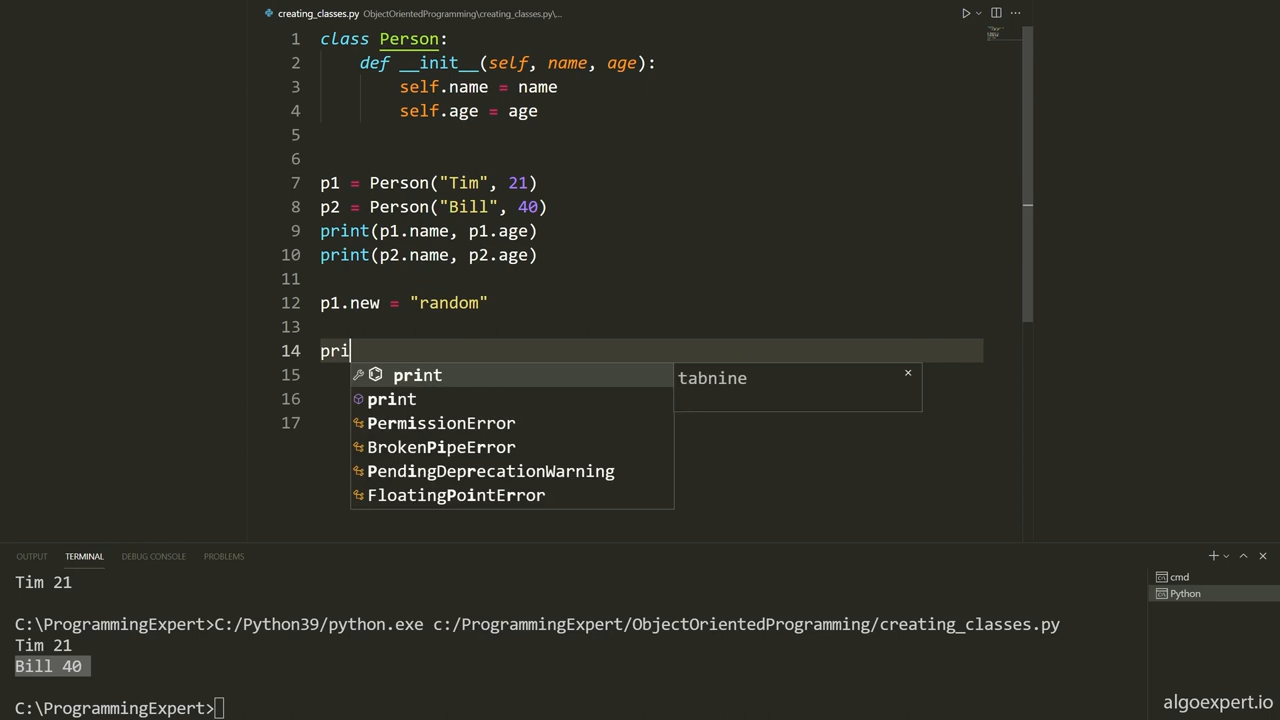 creating_classes.py ObjectOrientedProgramming\creating_classes.py\...
1 class Person:
2 def __init__(self, name, age):
3 self.name = name
4 self.age = age
5
6
7 p1 = Person("Tim", 21)
8 p2 = Person("Bill", 40)
9 print(p1.name, p1.age)
10 print(p2.name, p2.age)
11
12 p1.new = "random"
13
14 pri
15 print tabnine
16 print
17 PermissionError
BrokenPipeError
PendingDeprecationWarning
FloatingPointError
OUTPUT TERMINAL DEBUG CONSOLE PROBLEMS
Tim 21
cmd
Python
C:\ProgrammingExpert>C:/Python39/python.exe c:/ProgrammingExpert/ObjectOrientedProgramming/creating_classes.py
Tim 21
Bill 40
C:\ProgrammingExpert>
algoexpert.io